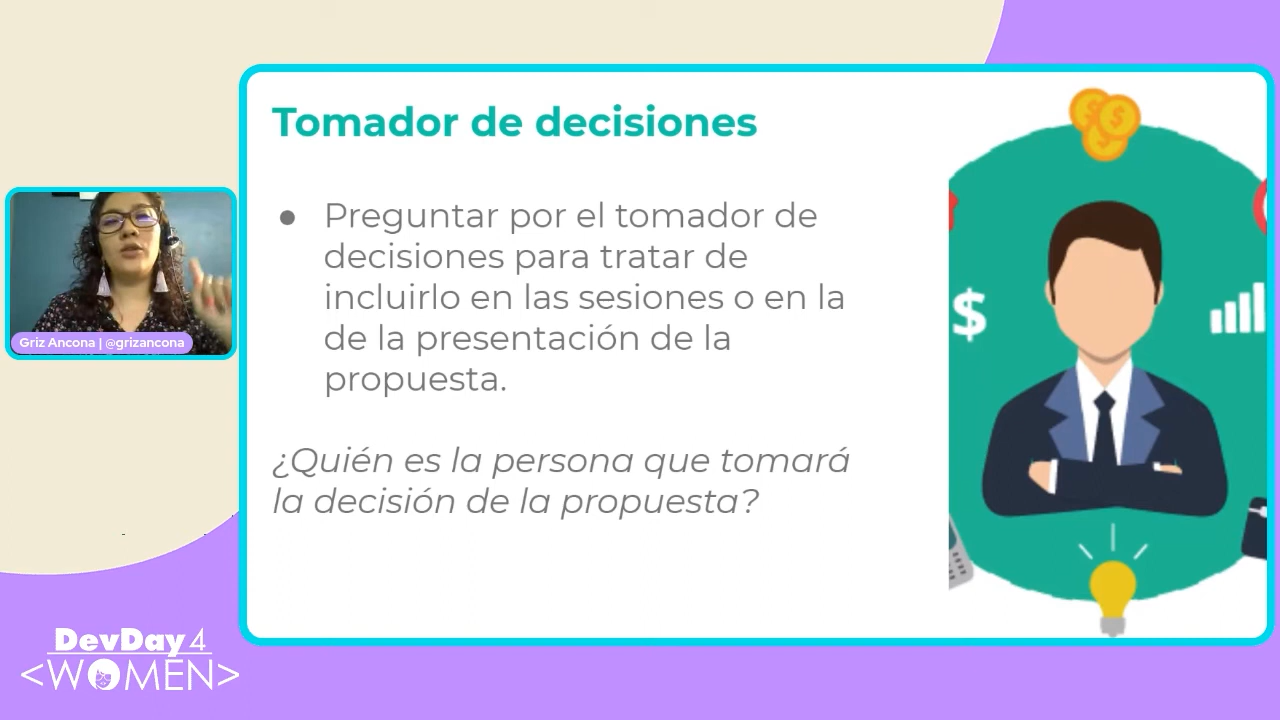 Tomador de decisiones
● Preguntar por el tomador de
decisiones para tratar de
incluirlo en las sesiones o en la
de la presentación de la
propuesta.
¿Quién es la persona que tomará
la decisión de la propuesta?
$
Griz Ancona | @grizancona
DevDay4
<WOMEN>